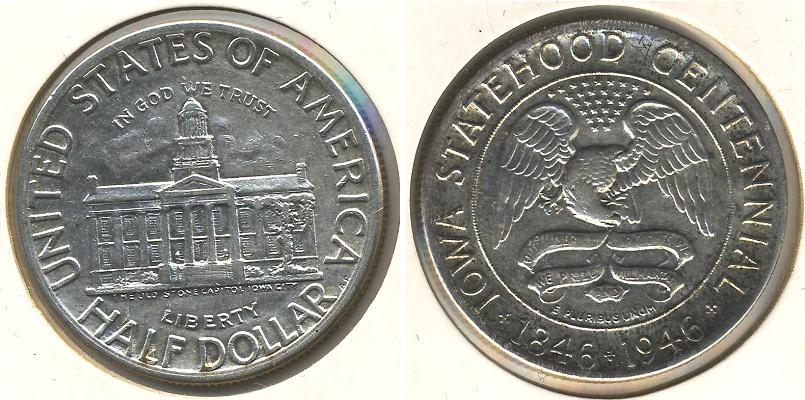 UNITED STATES OF AMERICA
IN GOD WE TRUST
THE OLD STONE CAPITOL IOWA CITY
LIBERTY
HALF DOLLAR
IOWA STATEHOOD CENTENNIAL
E PLURIBUS UNUM
1846 + 1946